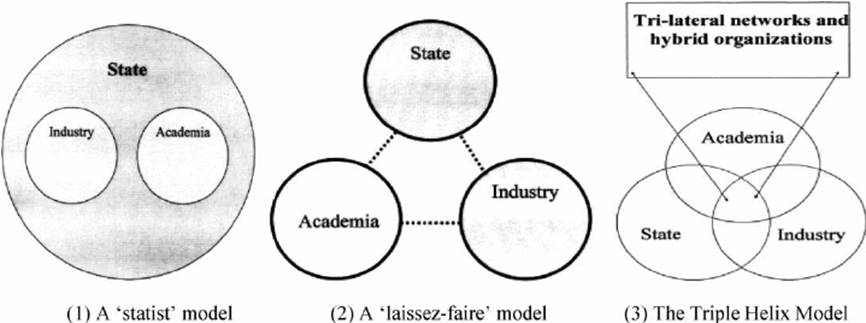 State
Industry
Academia
(1) A ‘statist’ model
State
Academia
Industry
(2) A ‘laissez-faire’ model
Tri-lateral networks and
hybrid organizations
Academia
State
Industry
(3) The Triple Helix Model